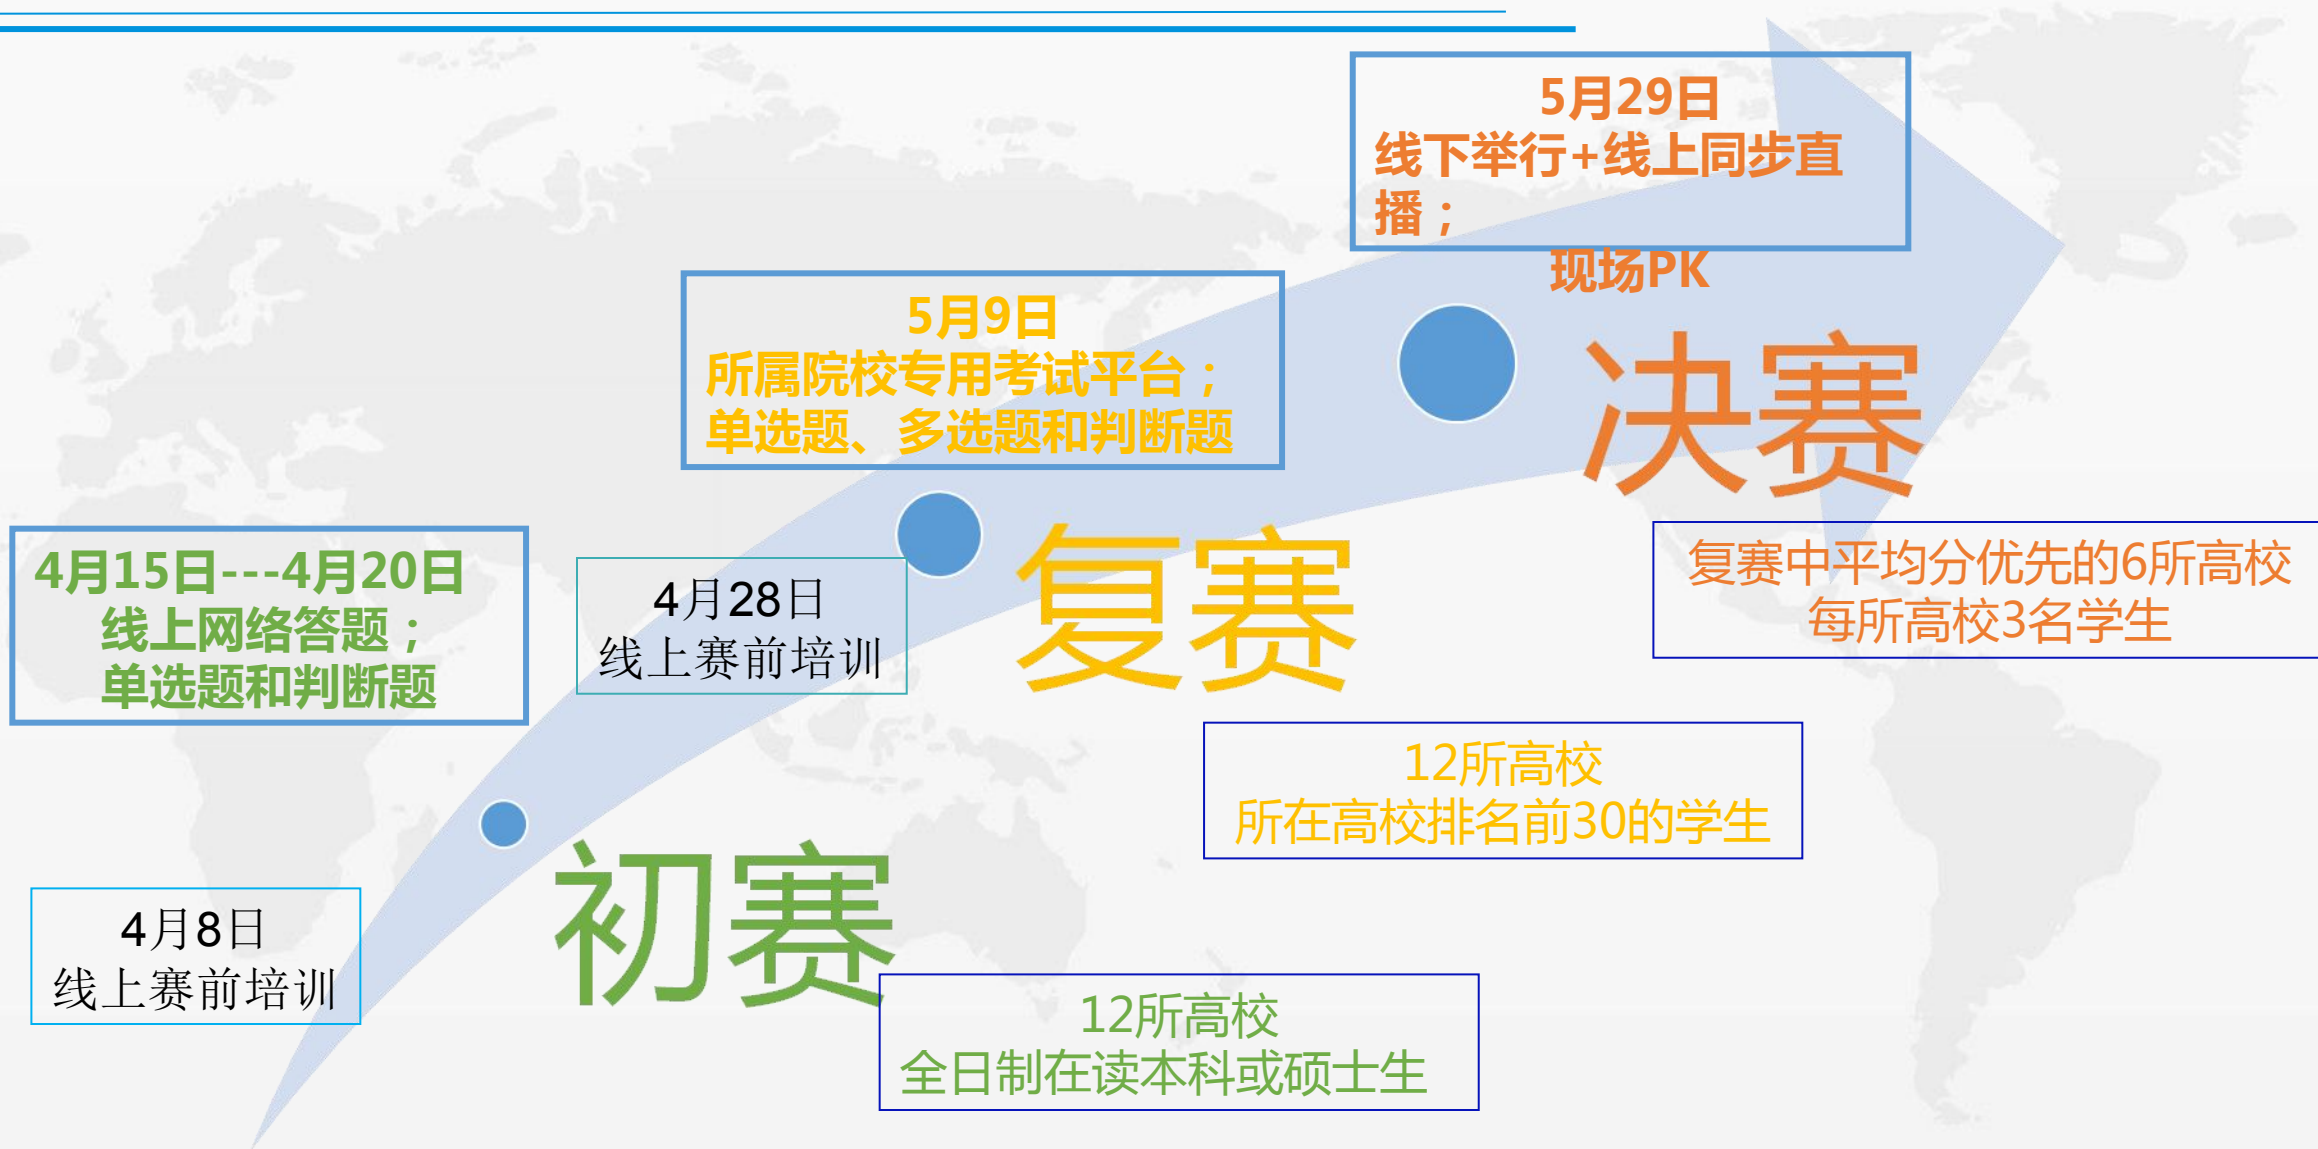 5月29日
线下举行+线上同步直
播；
现场PK
决赛
复赛中平均分优先的6所高校
每所高校3名学生
5月9日
所属院校专用考试平台；
单选题、多选题和判断题
复赛
12所高校
所在高校排名前30的学生
4月28日
线上赛前培训
4月15日---4月20日
线上网络答题；
单选题和判断题
初赛
12所高校
全日制在读本科或硕士生
4月8日
线上赛前培训